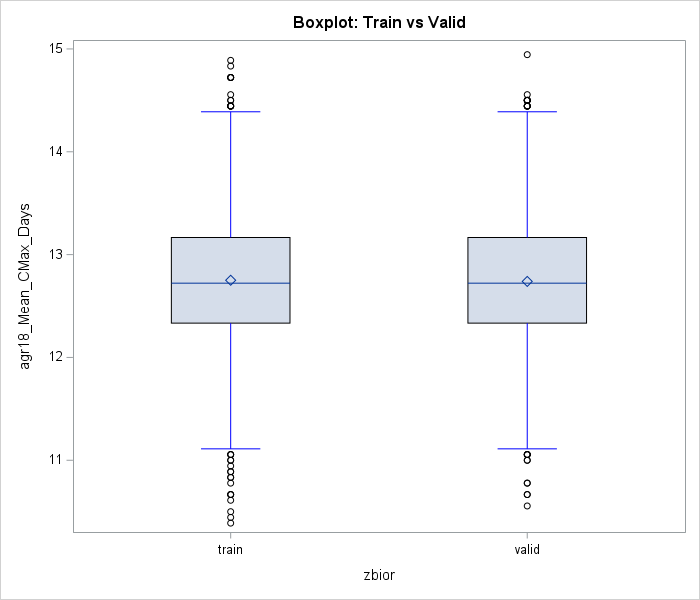 Boxplot: Train vs Valid
15
14
13
12
11
agr18_Mean_CMax_Days
train
valid
zbior